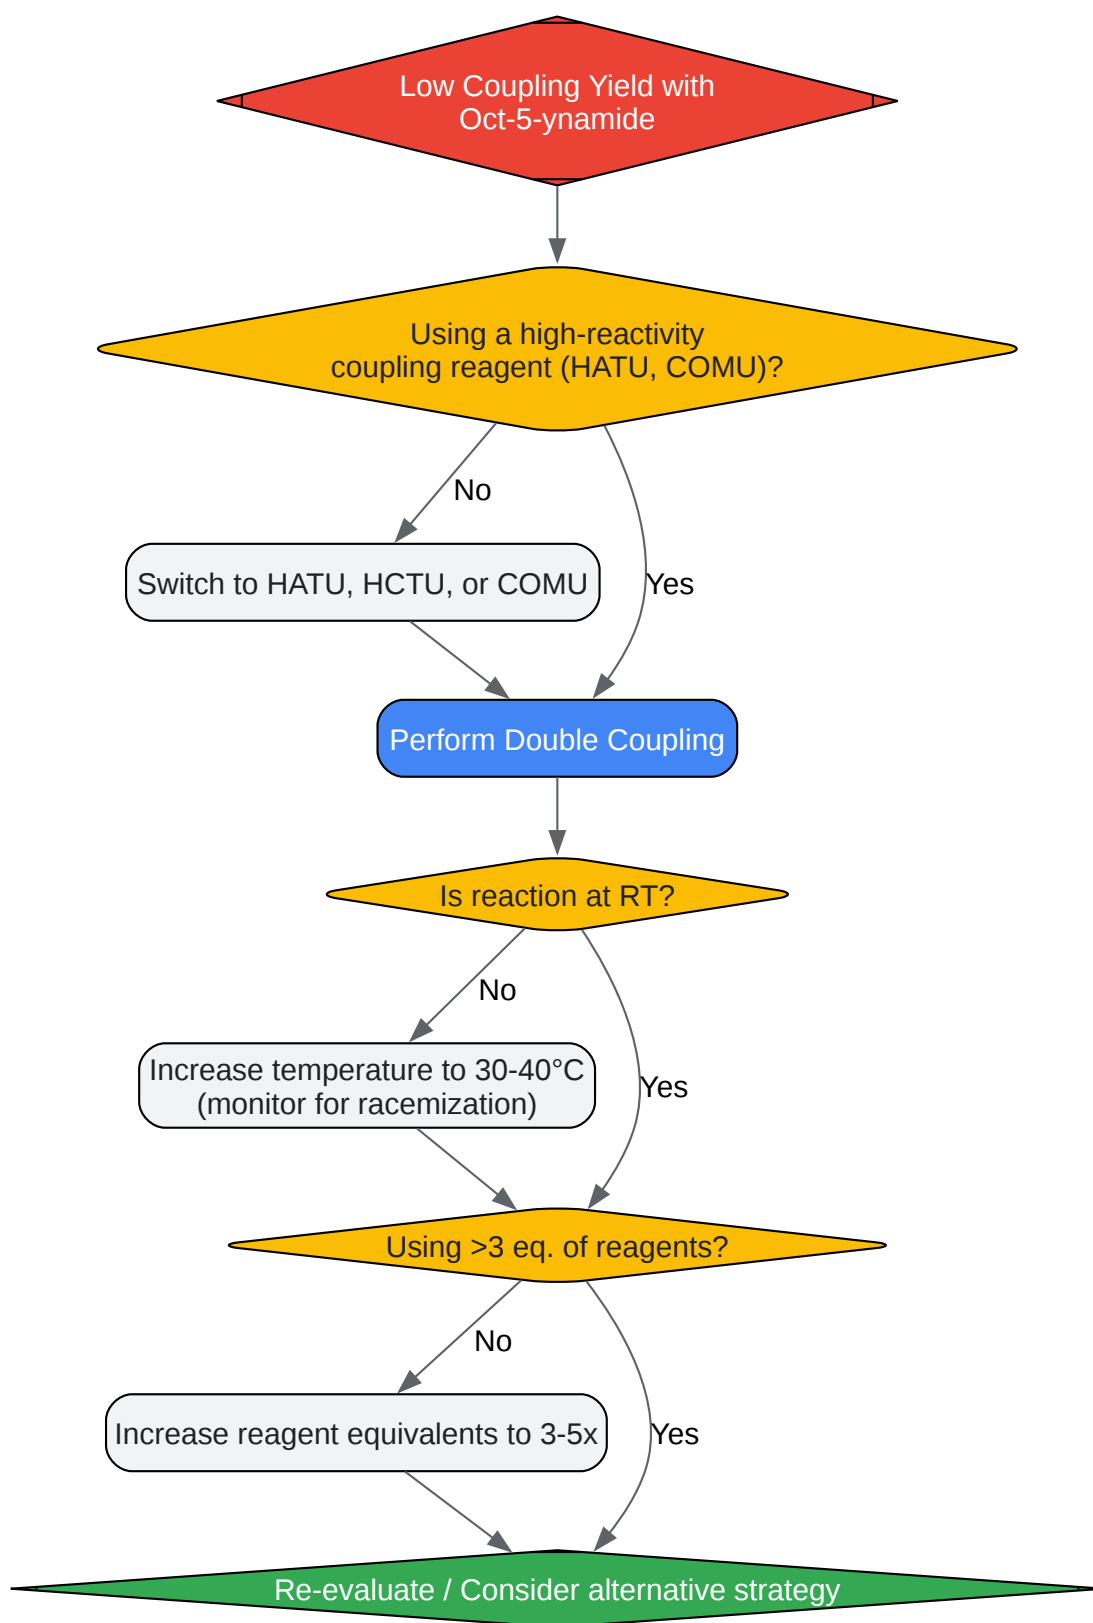 Low Coupling Yield with
Oct-5-ynamide
Using a high-reactivity
coupling reagent (HATU, COMU)?
No
Switch to HATU, HCTU, or COMU
Yes
Perform Double Coupling
Is reaction at RT?
No
Increase temperature to 30-40°C
(monitor for racemization)
Yes
Using >3 eq. of reagents?
No
Increase reagent equivalents to 3-5x
Yes
Re-evaluate / Consider alternative strategy